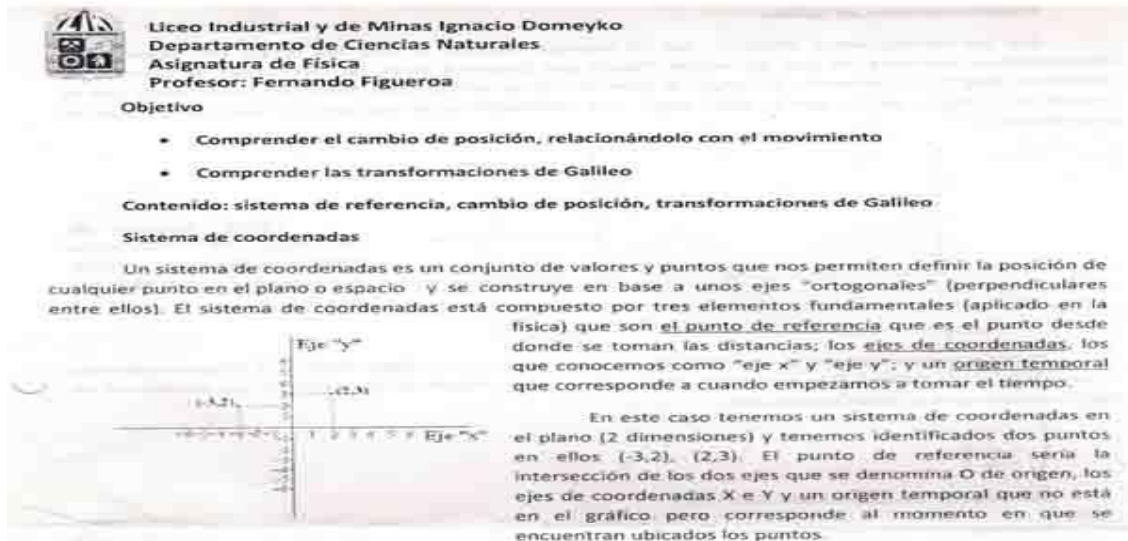 Liceo Industrial y de Minas Ignacio Domeyko
Departamento de Ciencias Naturales
Asignatura de Física
Profesor: Fernando Figueroa
Objetivo
• Comprender el cambio de posición, relacionándolo con el movimiento
• Comprender las transformaciones de Galileo
Contenido: sistema de referencia, cambio de posición, transformaciones de Galileo
Sistema de coordenadas
Un sistema de coordenadas es un conjunto de valores y puntos que nos permiten definir la posición de
cualquier punto en el plano o espacio y se construye en base a unos ejes "ortogonales" (perpendiculares
entre ellos). El sistema de coordenadas está compuesto por tres elementos fundamentales (aplicado en la
física) que son el punto de referencia que es el punto desde
donde se toman las distancias; los ejes de coordenadas, los
que conocemos como "eje x" y "eje y"; y un origen temporal
que corresponde a cuando empezamos a tomar el tiempo.
Eje "y"
(2,3)
(-3,2)
1 2 3 4 5 6 Eje "x"
En este caso tenemos un sistema de coordenadas en
el plano (2 dimensiones) y tenemos identificados dos puntos
en ellos (-3,2), (2,3). El punto de referencia sería la
intersección de los dos ejes que se denomina O de origen, los
ejes de coordenadas X e Y y un origen temporal que no está
en el gráfico pero corresponde al momento en que se
encuentran ubicados los puntos.